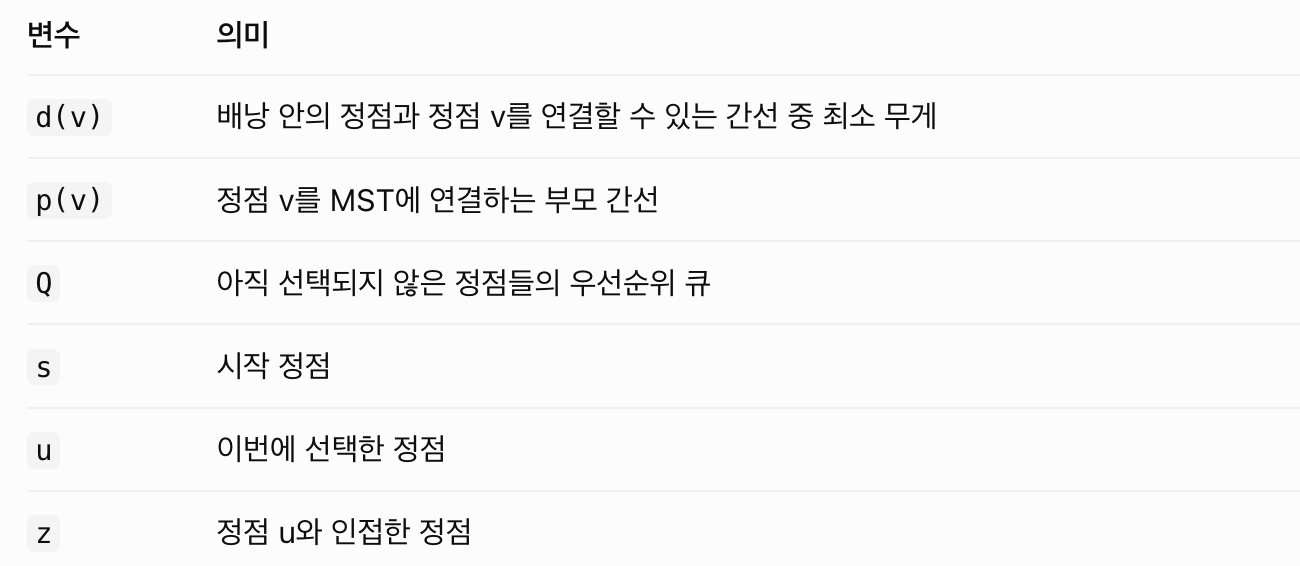 변수 의미
d(v) 배낭 안의 정점과 정점 v를 연결할 수 있는 간선 중 최소 무게
p(v) 정점 v를 MST에 연결하는 부모 간선
Q 아직 선택되지 않은 정점들의 우선순위 큐
s 시작 정점
u 이번에 선택한 정점
z 정점 u와 인접한 정점